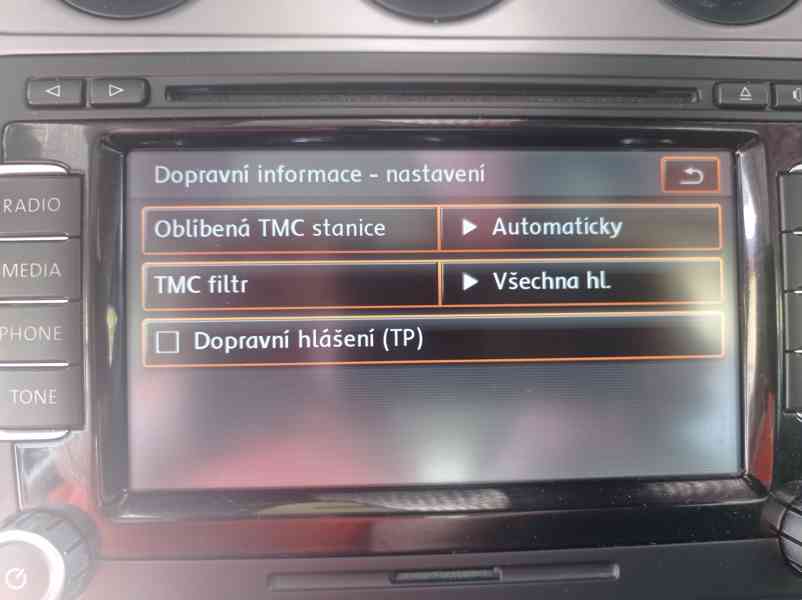 Dopravní informace - nastavení
RADIO
Oblíbená TMC stanice
Automaticky
MEDIA
TMC filtr
Všechna hl.
PHONE
Dopravní hlášení (TP)
TONE